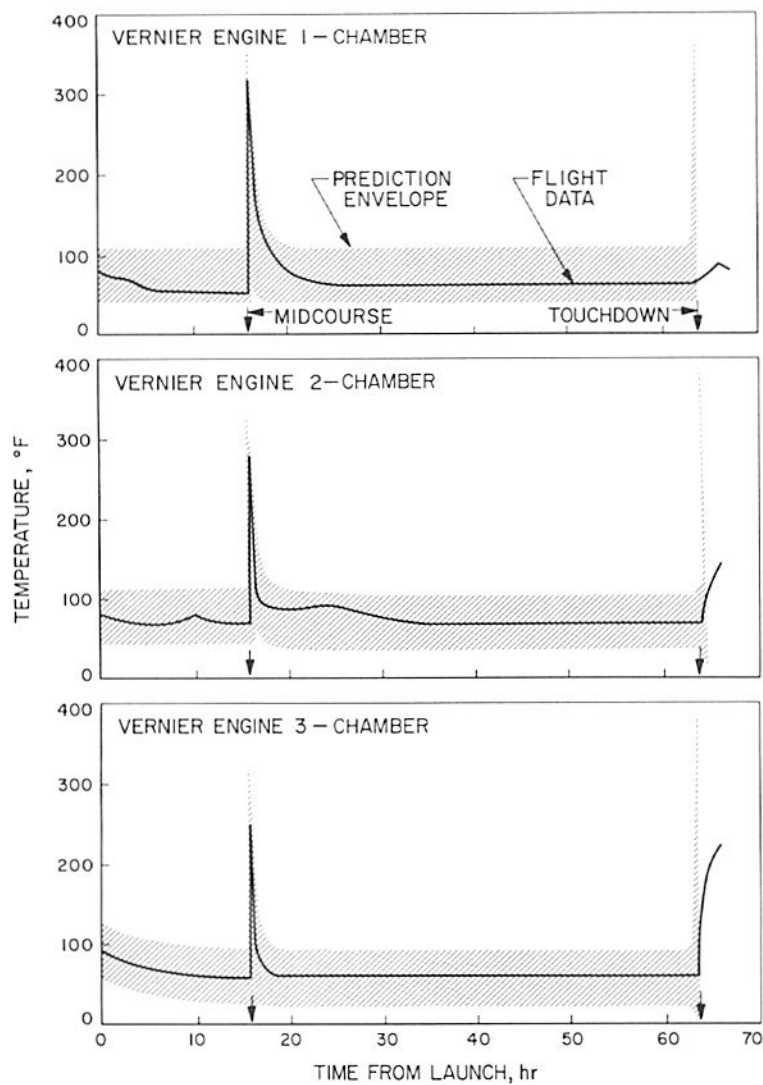 VERNIER ENGINE 1 – CHAMBER
400
300
200
100
0
PREDICTION
ENVELOPE
FLIGHT
DATA
MIDCOURSE
TOUCHDOWN
VERNIER ENGINE 2–CHAMBER
400
300
200
100
0
TEMPERATURE, °F
VERNIER ENGINE 3 – CHAMBER
400
300
200
100
0
0 10 20 30 40 50 60 70
TIME FROM LAUNCH, hr